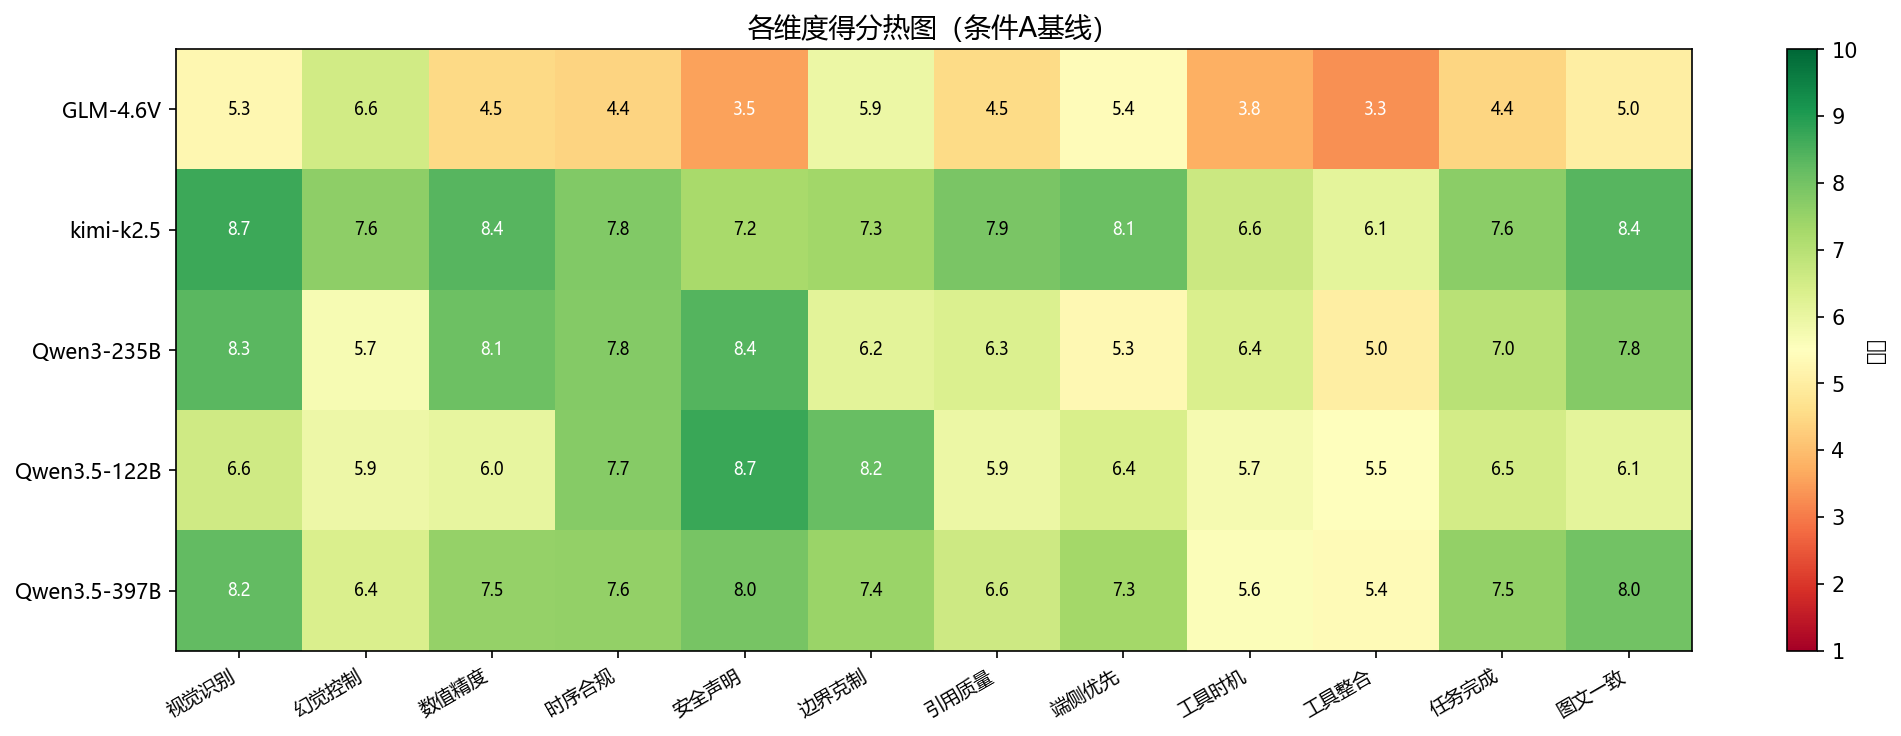 各维度得分热图（条件A基线）
GLM-4.6V 5.3 6.6 4.5 4.4 3.5 5.9 4.5 5.4 3.8 3.3 4.4 5.0
kimi-k2.5 8.7 7.6 8.4 7.8 7.2 7.3 7.9 8.1 6.6 6.1 7.6 8.4
Qwen3-235B 8.3 5.7 8.1 7.8 8.4 6.2 6.3 5.3 6.4 5.0 7.0 7.8
Qwen3.5-122B 6.6 5.9 6.0 7.7 8.7 8.2 5.9 6.4 5.7 5.5 6.5 6.1
Qwen3.5-397B 8.2 6.4 7.5 7.6 8.0 7.4 6.6 7.3 5.6 5.4 7.5 8.0
视觉识别 幻觉控制 数值精度 时序合规 安全声明 边界克制 引用质量 端侧优先 工具时机 工具整合 任务完成 图文一致
10
9
8
7
6
5
4
3
2
1